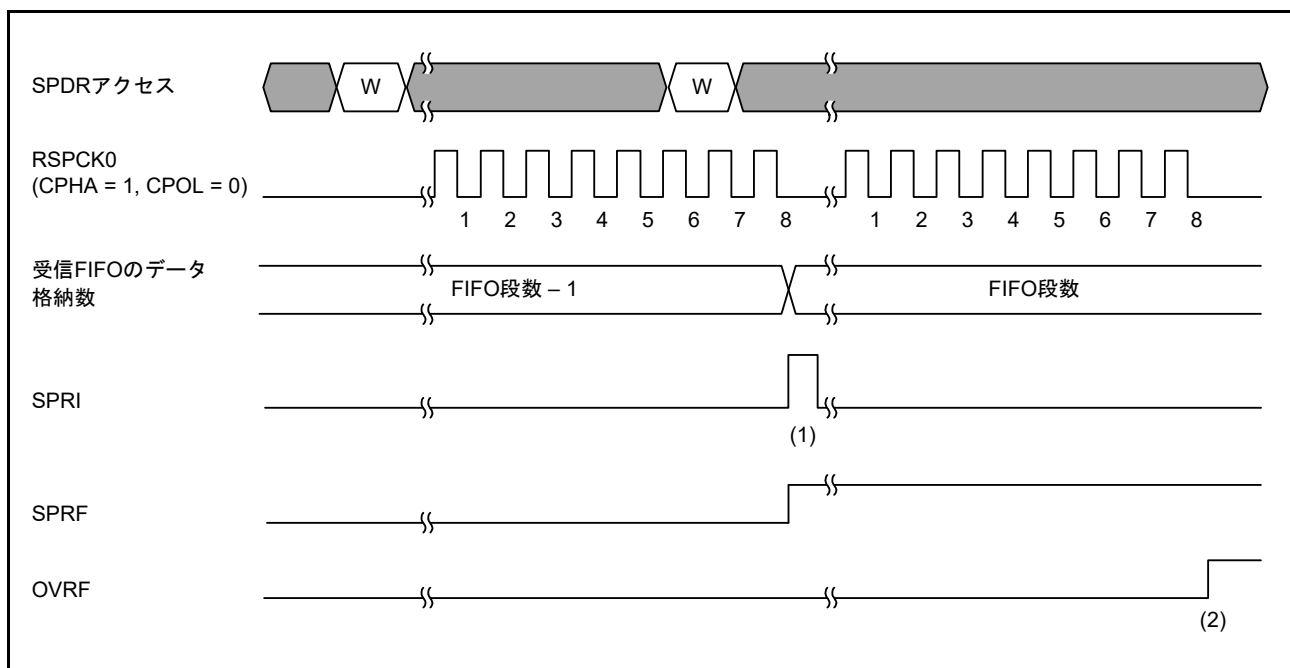 SPDRアクセス
W
W
RSPCK0
(CPHA = 1, CPOL = 0)
1 2 3 4 5 6 7 8 1 2 3 4 5 6 7 8
受信FIFOのデータ
格納数
FIFO段数 – 1
FIFO段数
SPRI
(1)
SPRF
OVRF
(2)